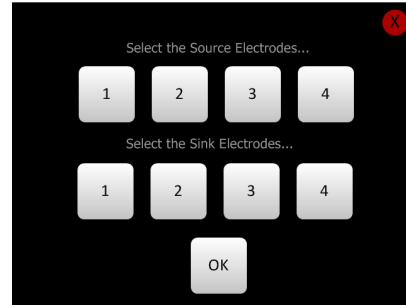 X
Select the Source Electrodes...
1 2 3 4
Select the Sink Electrodes...
1 2 3 4
OK